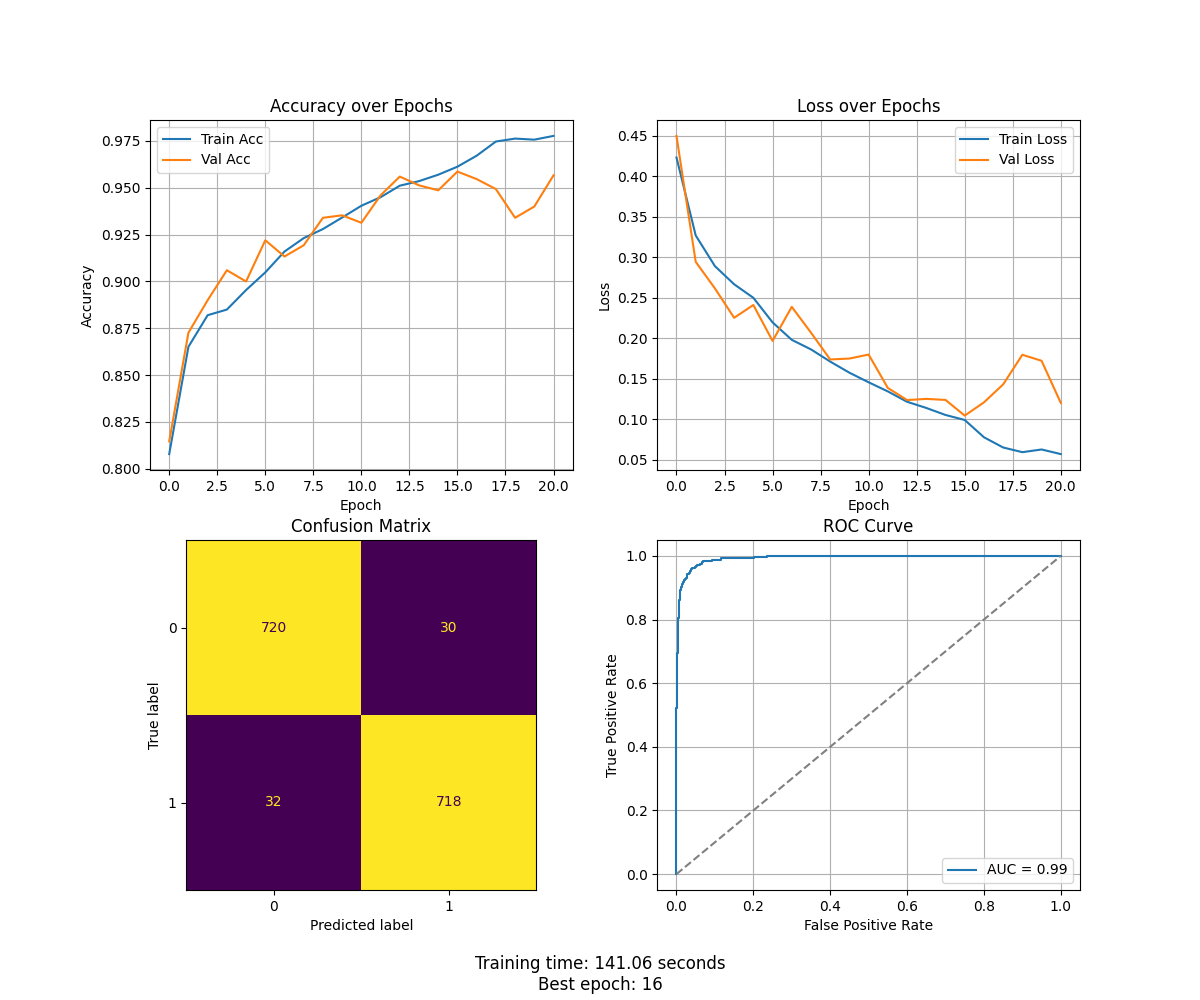 Accuracy over Epochs
Train Acc
Val Acc
0.975
0.950
0.925
0.900
0.875
0.850
0.825
0.800
Accuracy
0.0 2.5 5.0 7.5 10.0 12.5 15.0 17.5 20.0
Epoch
Loss over Epochs
Train Loss
Val Loss
0.45
0.40
0.35
0.30
0.25
0.20
0.15
0.10
0.05
Loss
0.0 2.5 5.0 7.5 10.0 12.5 15.0 17.5 20.0
Epoch
Confusion Matrix
True label
0
720 30
1
32 718
0 1
Predicted label
ROC Curve
1.0
0.8
0.6
0.4
0.2
0.0
True Positive Rate
AUC = 0.99
0.0 0.2 0.4 0.6 0.8 1.0
False Positive Rate
Training time: 141.06 seconds
Best epoch: 16